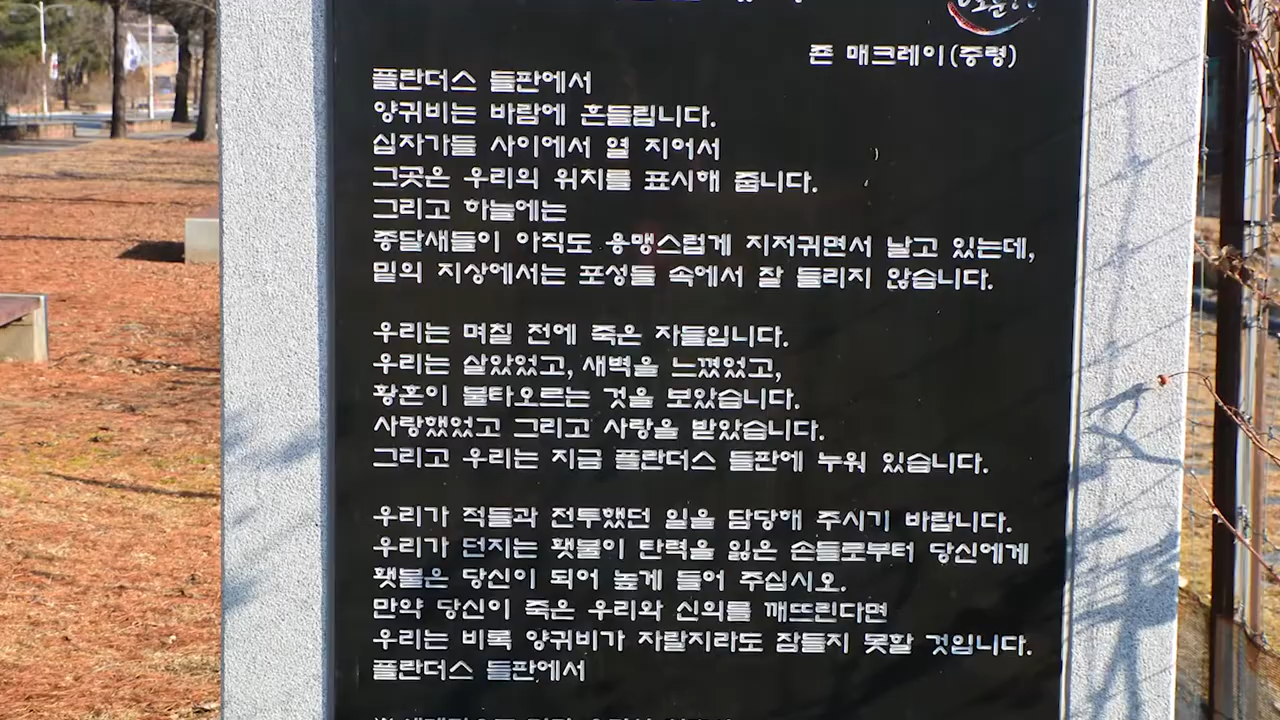 죤 매크레이(중령)
플란더스 들판에서
양귀비는 바람에 흔들립니다.
십자가들 사이에서 열 지어서
그곳은 우리의 위치를 표시해 줍니다.
그리고 하늘에는
종달새들이 아직도 용맹스럽게 지저귀면서 날고 있는데,
밑의 지상에서는 포성들 속에서 잘 들리지 않습니다.
우리는 며칠 전에 죽은 자들입니다.
우리는 살았었고, 새벽을 느꼈었고,
황혼이 불타오르는 것을 보았습니다.
사랑했었고 그리고 사랑을 받았습니다.
그리고 우리는 지금 플란더스 들판에 누워 있습니다.
우리가 적들과 전투했던 일을 담당해 주시기 바랍니다.
우리가 던지는 횃불이 탄력을 잃은 손들로부터 당신에게
횃불은 당신이 되어 높게 들어 주십시오.
만약 당신이 죽은 우리와 신의를 깨뜨린다면
우리는 비록 양귀비가 자랄지라도 잠들지 못할 것입니다.
플란더스 들판에서